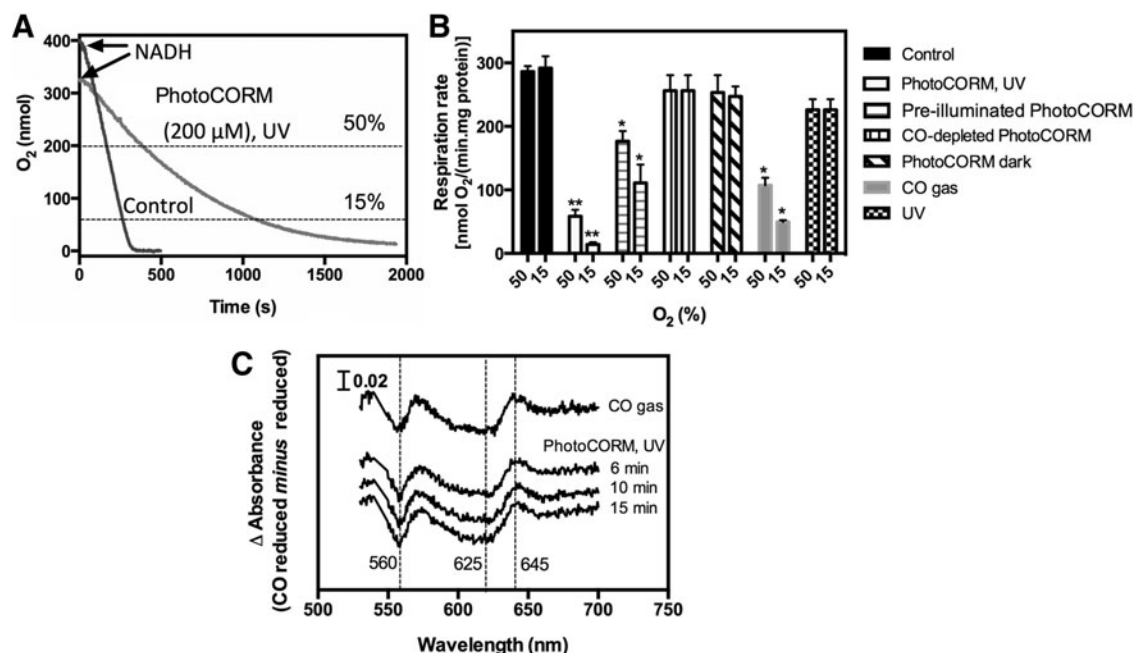 A
400
300
200
100
0
O₂ (nmol)
NADH
PhotoCORM
(200 μM), UV
50%
Control
15%
0 500 1000 1500 2000
Time (s)
B
Respiration rate
[nmol O₂/(min.mg protein)]
300
200
100
0
** ** * * * *
50 15 50 15 50 15 50 15 50 15 50 15 50 15
O₂ (%)
Control
PhotoCORM, UV
Pre-illuminated PhotoCORM
CO-depleted PhotoCORM
PhotoCORM dark
CO gas
UV
C
Δ Absorbance
(CO reduced minus reduced)
0.02
CO gas
PhotoCORM, UV
6 min
10 min
15 min
560 625 645
500 550 600 650 700 750
Wavelength (nm)